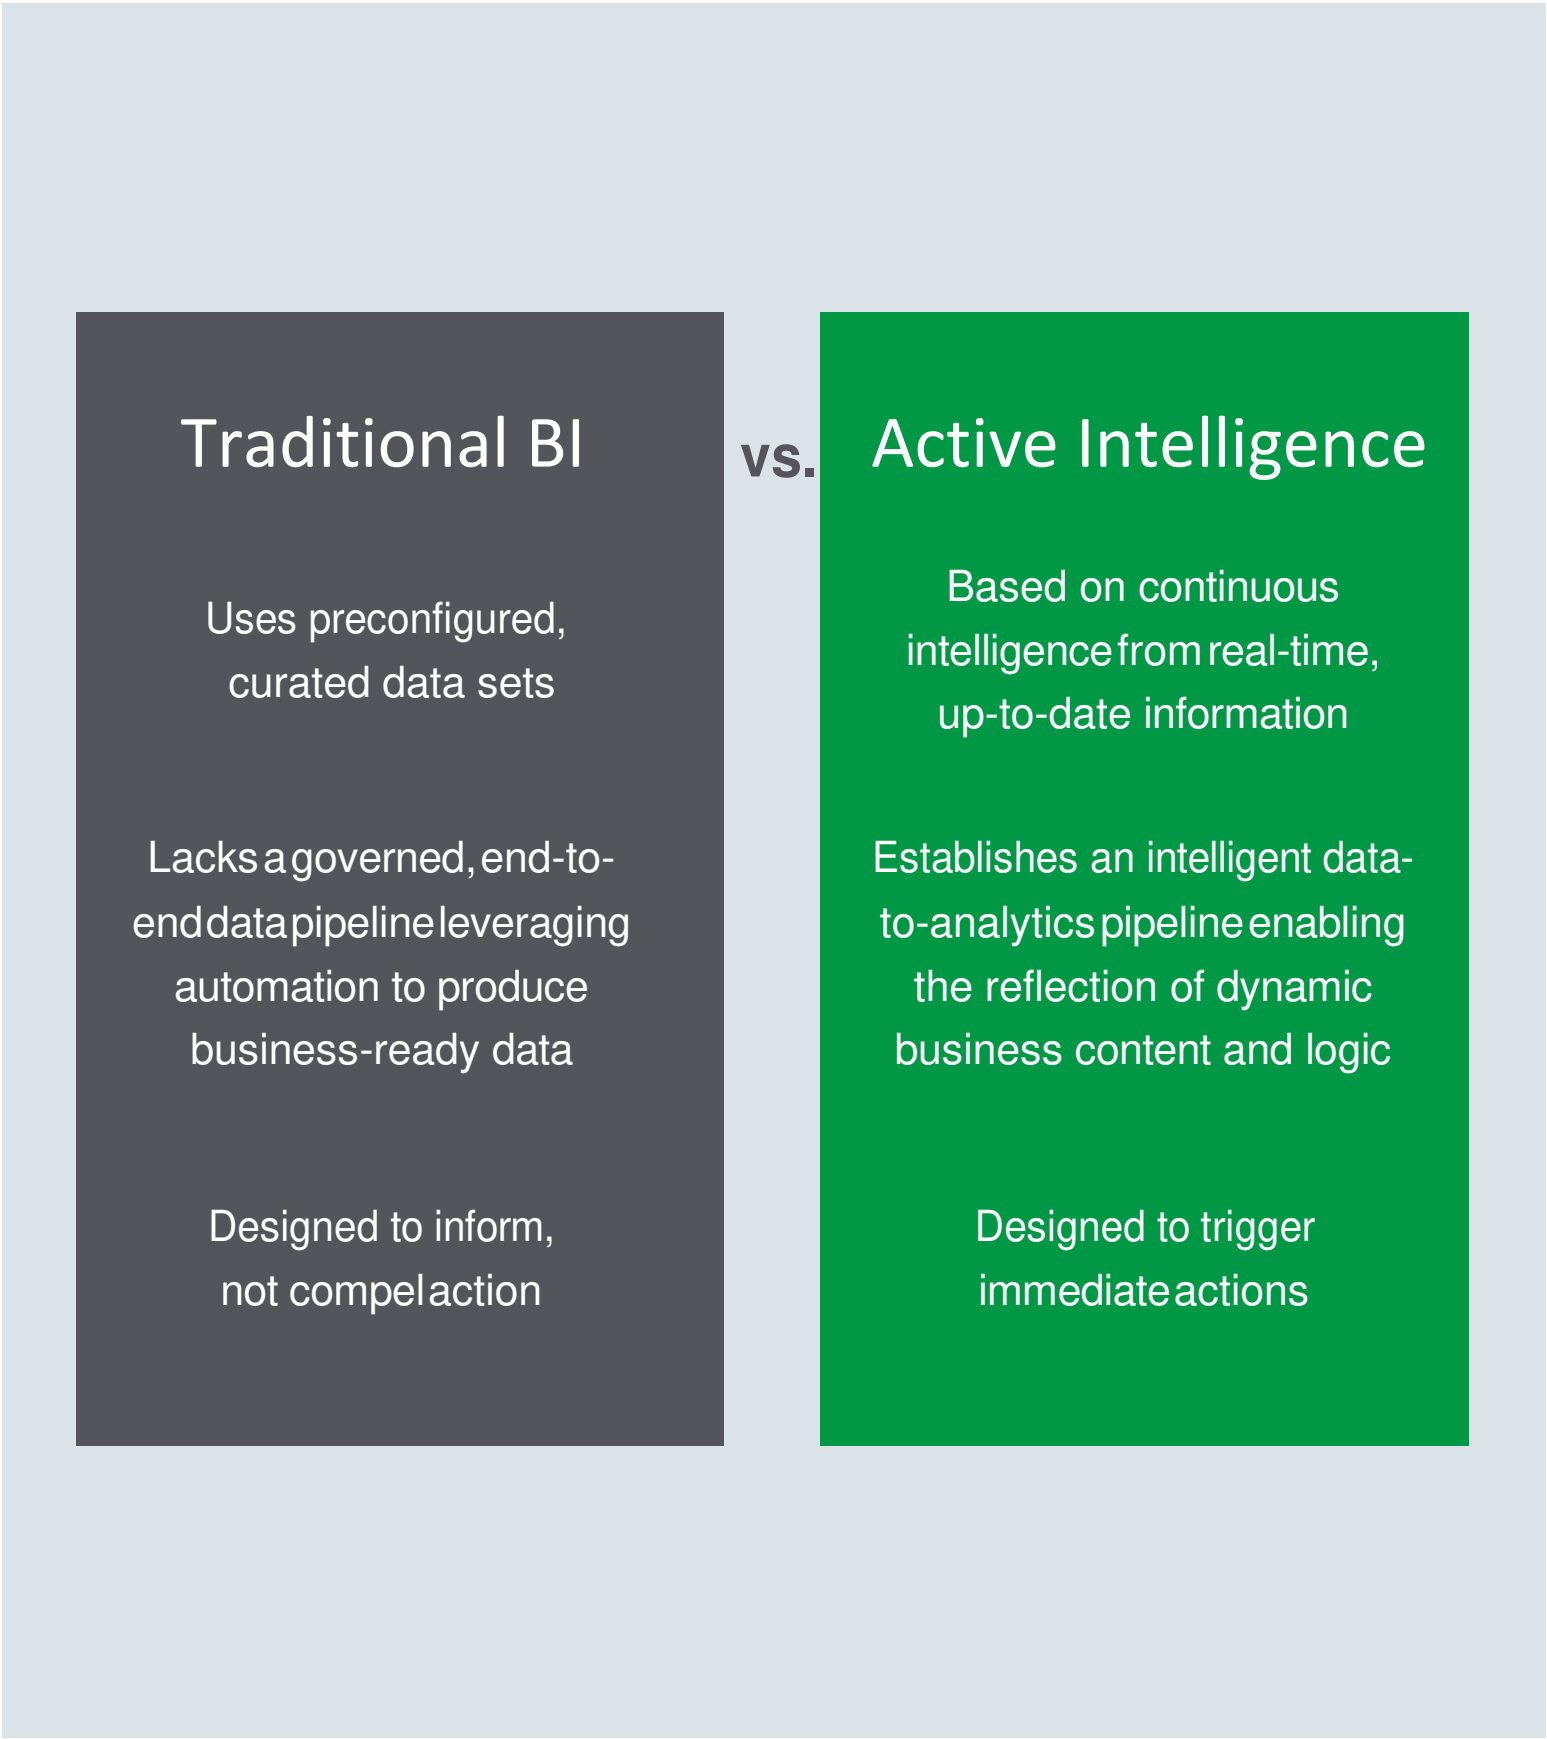 Traditional BI
Uses preconfigured,
curated data sets
Lacks a governed, end-to-
end data pipeline leveraging
automation to produce
business-ready data
Designed to inform,
not compel action
vs.
Active Intelligence
Based on continuous
intelligence from real-time,
up-to-date information
Establishes an intelligent data-
to-analytics pipeline enabling
the reflection of dynamic
business content and logic
Designed to trigger
immediate actions